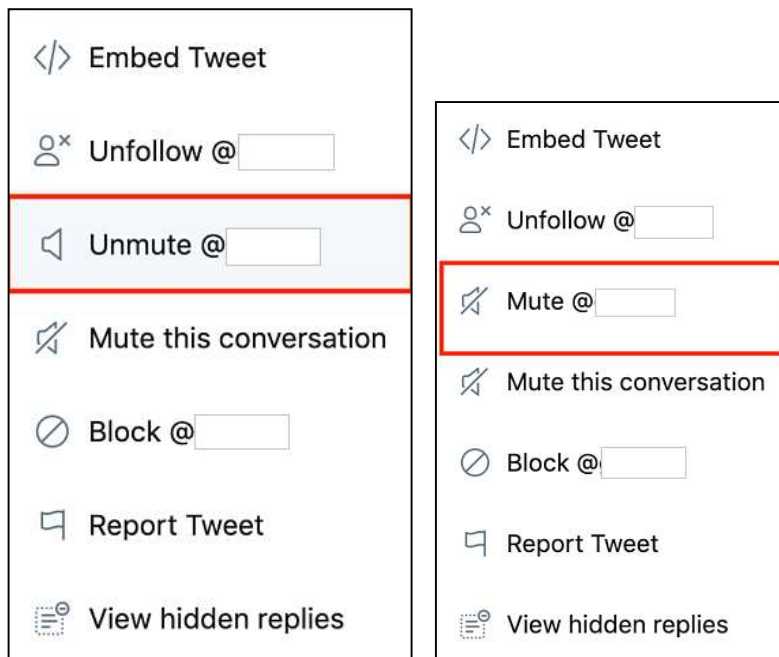 Embed Tweet
Unfollow @
Unmute @
Mute this conversation
Block @
Report Tweet
View hidden replies
Embed Tweet
Unfollow @
Mute @
Mute this conversation
Block @
Report Tweet
View hidden replies